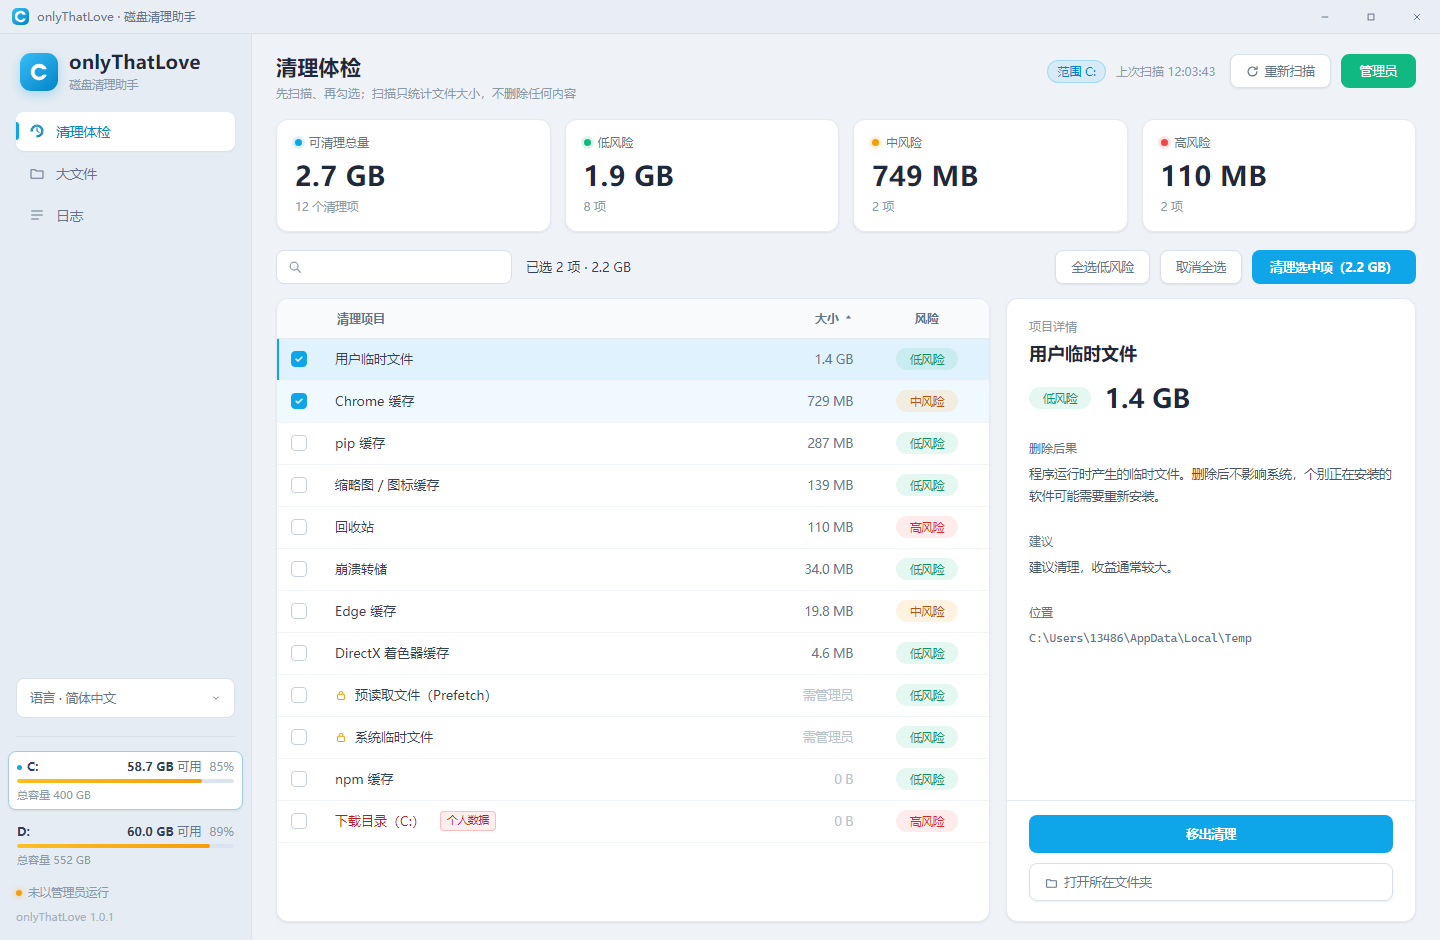 onlyThatLove · 磁盘清理助手
onlyThatLove
磁盘清理助手
清理体检
大文件
日志
语言 · 简体中文
C: 58.7 GB 可用 85%
总容量 400 GB
D: 60.0 GB 可用 89%
总容量 552 GB
未以管理员运行
onlyThatLove 1.0.1
清理体检
先扫描、再勾选；扫描只统计文件大小，不删除任何内容
范围 C: 上次扫描 12:03:43 重新扫描 管理员
可清理总量
2.7 GB
12 个清理项
低风险
1.9 GB
8 项
中风险
749 MB
2 项
高风险
110 MB
2 项
已选 2 项 · 2.2 GB 全选低风险 取消全选 清理选中项（2.2 GB）
清理项目 大小 风险
用户临时文件 1.4 GB 低风险
Chrome 缓存 729 MB 中风险
pip 缓存 287 MB 低风险
缩略图 / 图标缓存 139 MB 低风险
回收站 110 MB 高风险
崩溃转储 34.0 MB 低风险
Edge 缓存 19.8 MB 中风险
DirectX 着色器缓存 4.6 MB 低风险
预读取文件（Prefetch） 需管理员 低风险
系统临时文件 需管理员 低风险
npm 缓存 0 B 低风险
下载目录（C:） 个人数据 0 B 高风险
项目详情
用户临时文件
低风险 1.4 GB
删除后果
程序运行时产生的临时文件。删除后不影响系统，个别正在安装的
软件可能需要重新安装。
建议
建议清理，收益通常较大。
位置
C:\Users\13486\AppData\Local\Temp
移出清理
打开所在文件夹